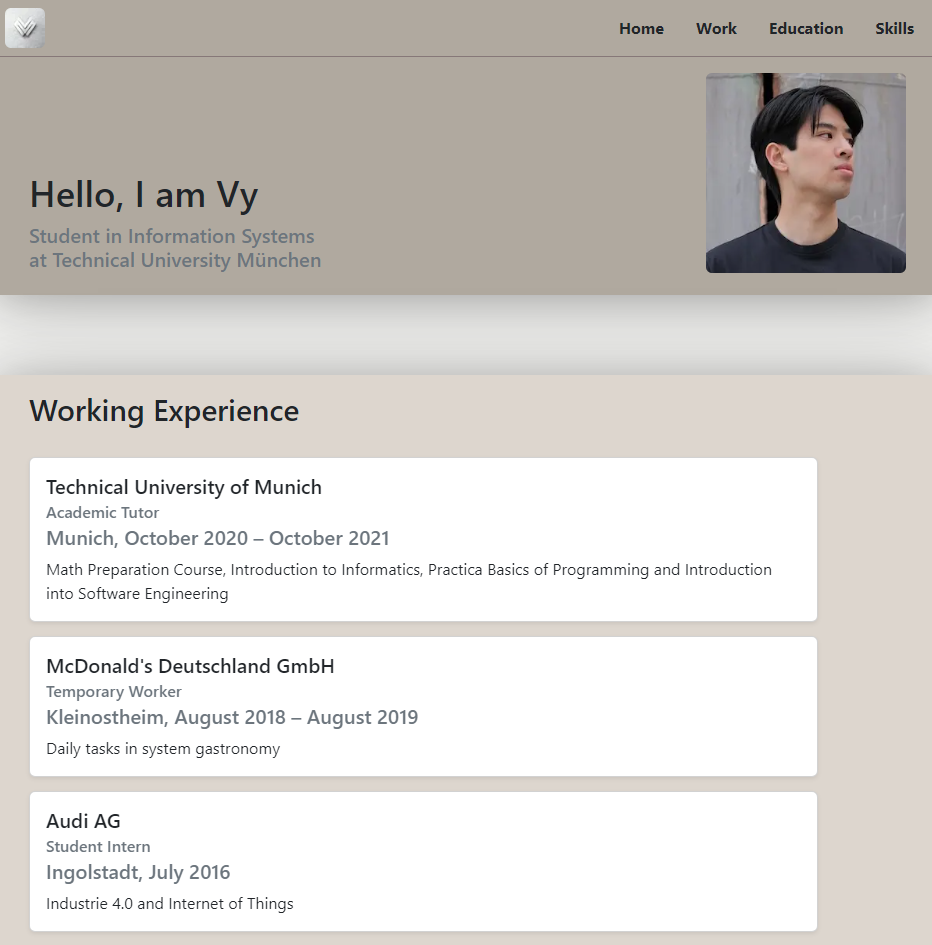 Home Work Education Skills
Hello, I am Vy
Student in Information Systems
at Technical University München
Working Experience
Technical University of Munich
Academic Tutor
Munich, October 2020 – October 2021
Math Preparation Course, Introduction to Informatics, Practica Basics of Programming and Introduction
into Software Engineering
McDonald's Deutschland GmbH
Temporary Worker
Kleinostheim, August 2018 – August 2019
Daily tasks in system gastronomy
Audi AG
Student Intern
Ingolstadt, July 2016
Industrie 4.0 and Internet of Things